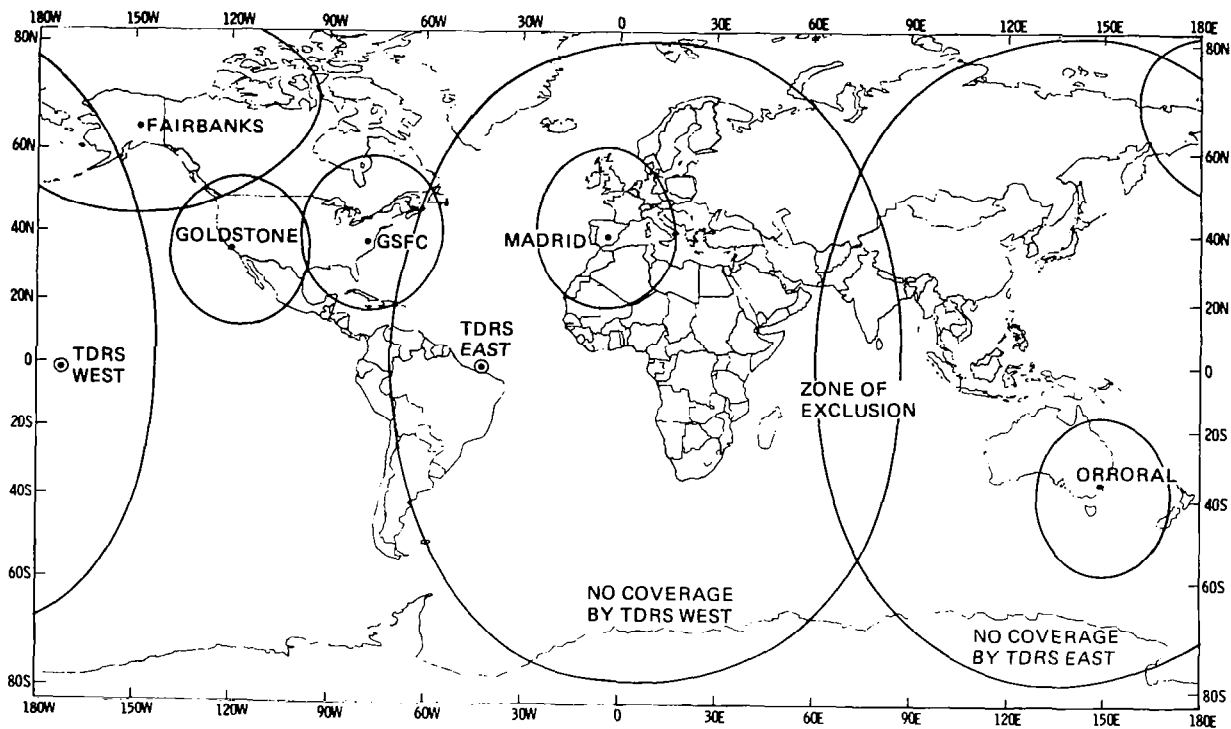 180W 150W 120W 90W 60W 30W 0 30E 60E 90E 120E 150E 180E
80N 80N
FAIRBANKS
60N 60N
40N GOLDSTONE GSFC MADRID 40N
20N 20N
TDRS
EAST
0 TDRS
WEST
0
ZONE OF
EXCLUSION
20S 20S
ORRORAL
40S 40S
60S 60S
NO COVERAGE
BY TDRS WEST
NO COVERAGE
BY TDRS EAST
80S 80S
180W 150W 120W 90W 60W 30W 0 30E 60E 90E 120E 150E 180E